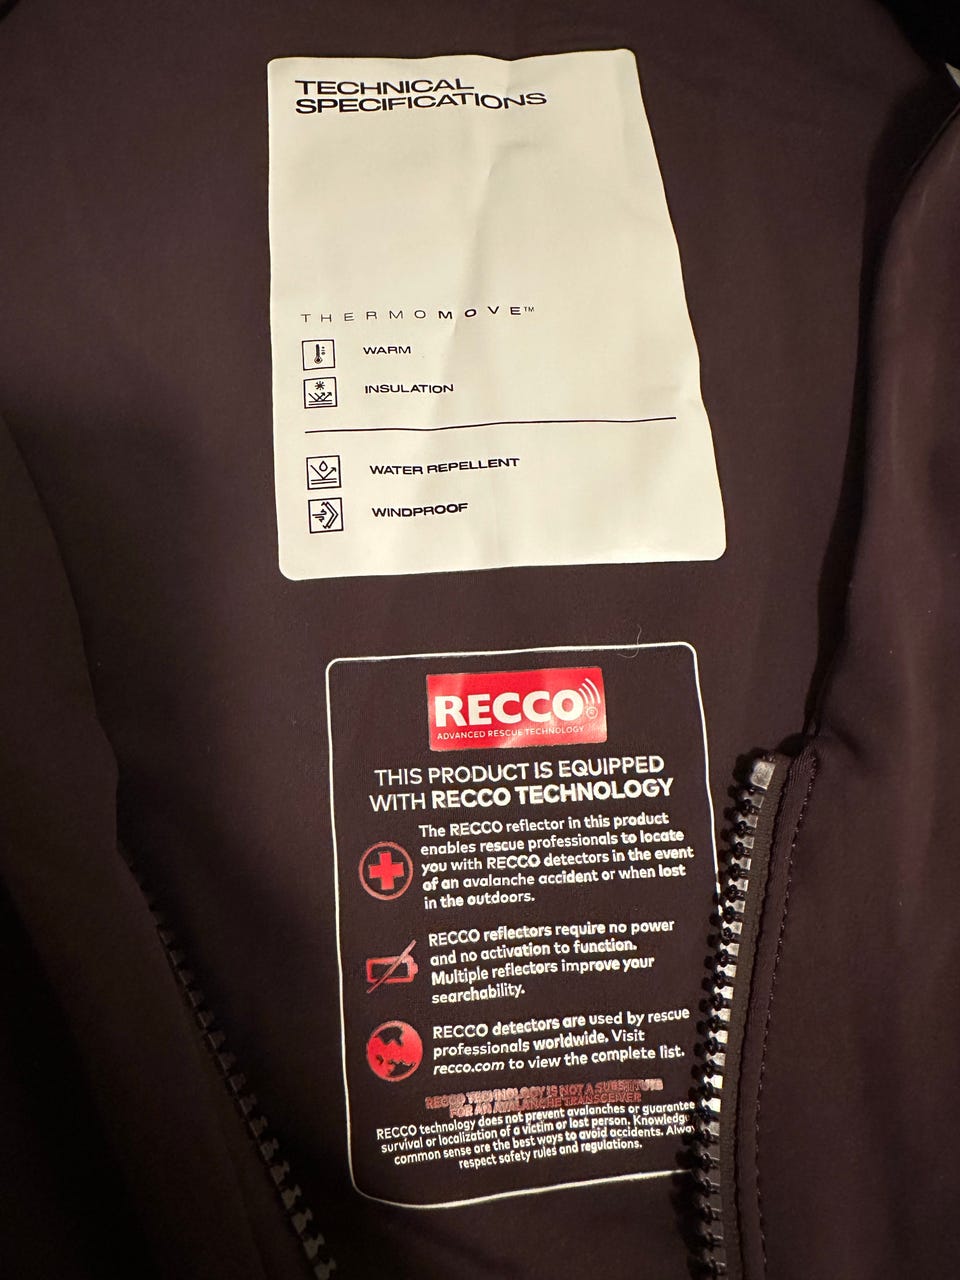 TECHNICAL
SPECIFICATIONS
THERMOMOVE™
WARM
INSULATION
WATER REPELLENT
WINDPROOF
RECCO®
ADVANCED RESCUE TECHNOLOGY
THIS PRODUCT IS EQUIPPED
WITH RECCO TECHNOLOGY
The RECCO reflector in this product
enables rescue professionals to locate
you with RECCO detectors in the event
of an avalanche accident or when lost
in the outdoors.
RECCO reflectors require no power
and no activation to function.
Multiple reflectors improve your
searchability.
RECCO detectors are used by rescue
professionals worldwide. Visit
recco.com to view the complete list.
RECCO TECHNOLOGY IS NOT A SUBSTITUTE
FOR AN AVALANCHE TRANSCEIVER
RECCO technology does not prevent avalanches or guarantee
survival or localization of a victim or lost person.
common sense are the best ways to avoid accidents.
respect safety rules and regulations.